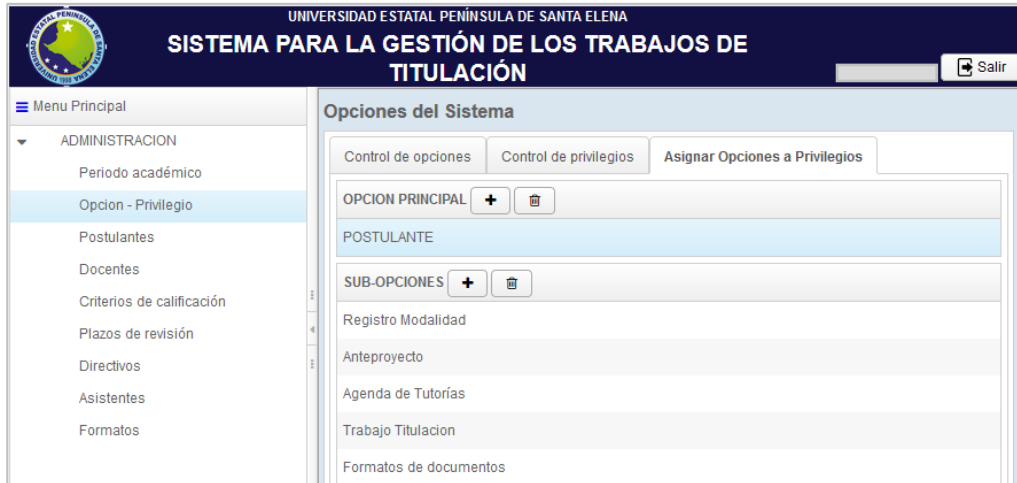 UNIVERSIDAD ESTATAL PENÍNSULA DE SANTA ELENA
SISTEMA PARA LA GESTIÓN DE LOS TRABAJOS DE
TITULACIÓN
Salir
Menu Principal
ADMINISTRACION
Periodo académico
Opcion - Privilegio
Postulantes
Docentes
Criterios de calificación
Plazos de revisión
Directivos
Asistentes
Formatos
Opciones del Sistema
Control de opciones
Control de privilegios
Asignar Opciones a Privilegios
OPCION PRINCIPAL
POSTULANTE
SUB-OPCIONES
Registro Modalidad
Anteproyecto
Agenda de Tutorías
Trabajo Titulacion
Formatos de documentos